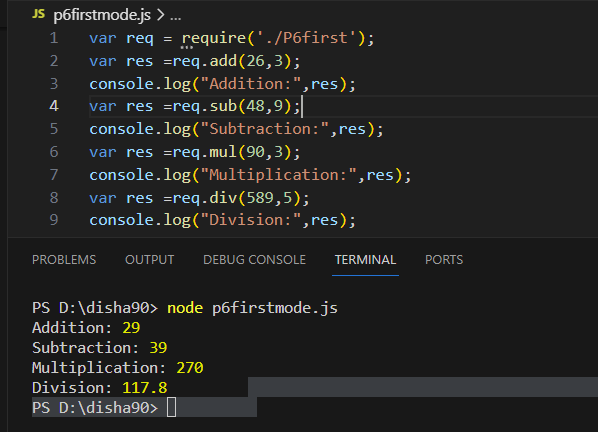 JS p6firstmode.js > ...
1 var req = require('./P6first');
2 var res =req.add(26,3);
3 console.log("Addition:",res);
4 var res =req.sub(48,9);
5 console.log("Subtraction:",res);
6 var res =req.mul(90,3);
7 console.log("Multiplication:",res);
8 var res =req.div(589,5);
9 console.log("Division:",res);
PROBLEMS OUTPUT DEBUG CONSOLE TERMINAL PORTS
PS D:\disha90> node p6firstmode.js
Addition: 29
Subtraction: 39
Multiplication: 270
Division: 117.8
PS D:\disha90>